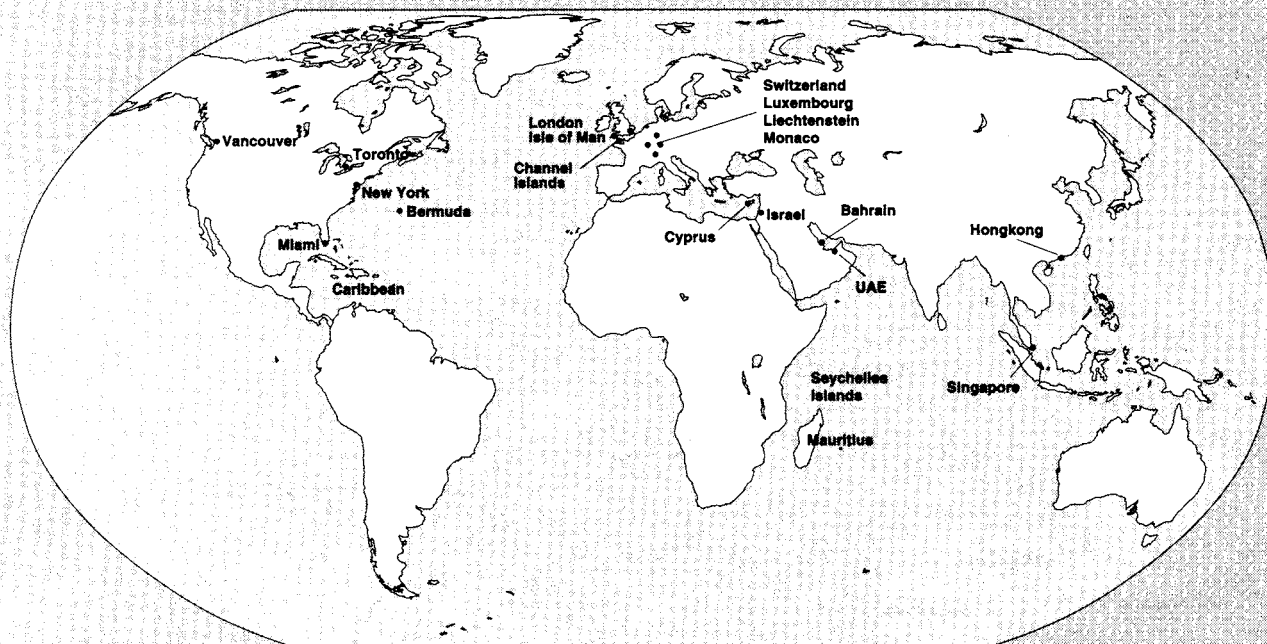 Switzerland
Luxembourg
Liechtenstein
Monaco
London
Isle of Man
Channel
Islands
Vancouver
Toronto
New York
Bermuda
Miami
Caribbean
Cyprus
Israel
Bahrain
UAE
Hongkong
Singapore
Seychelles
Islands
Mauritius